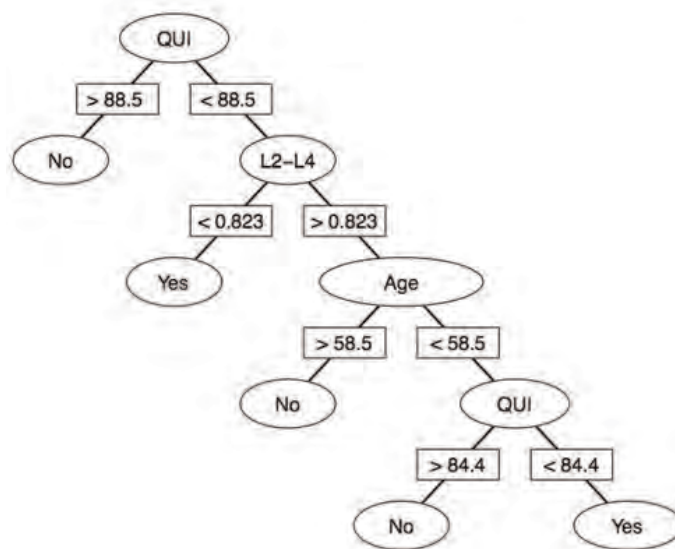 QUI
> 88.5 < 88.5
No L2–L4
< 0.823 > 0.823
Yes Age
> 58.5 < 58.5
No QUI
> 84.4 < 84.4
No Yes